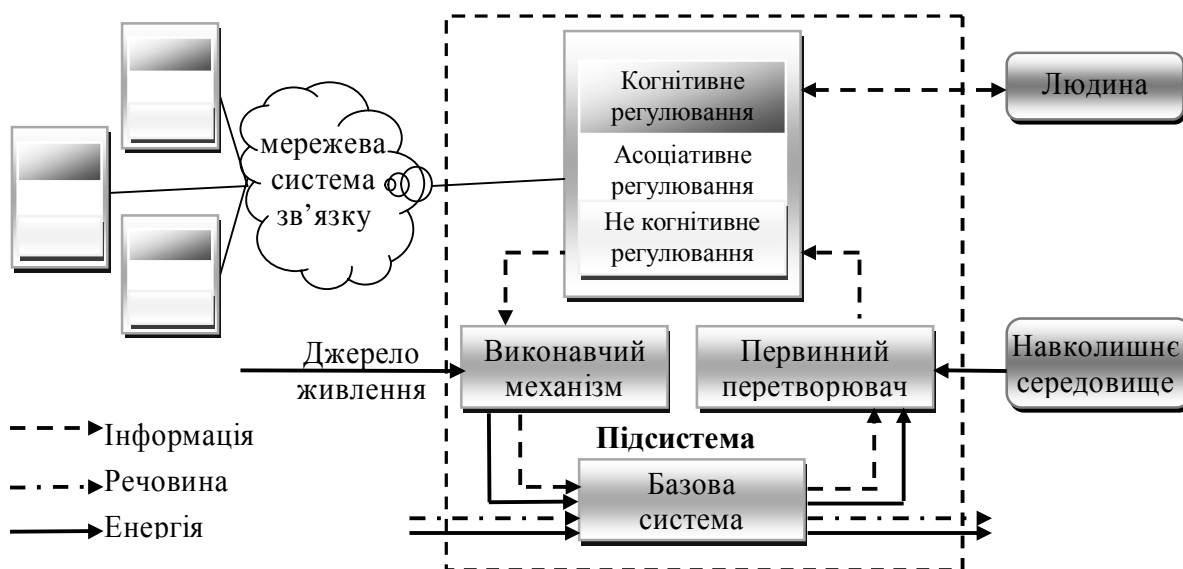 Когнітивне
регулювання
Асоціативне
регулювання
Не когнітивне
регулювання
Людина
мережева
система
зв’язку
Джерело
живлення
Виконавчий
механізм
Первинний
перетворювач
Навколишнє
середовище
Підсистема
Базова
система
Інформація
Речовина
Енергія